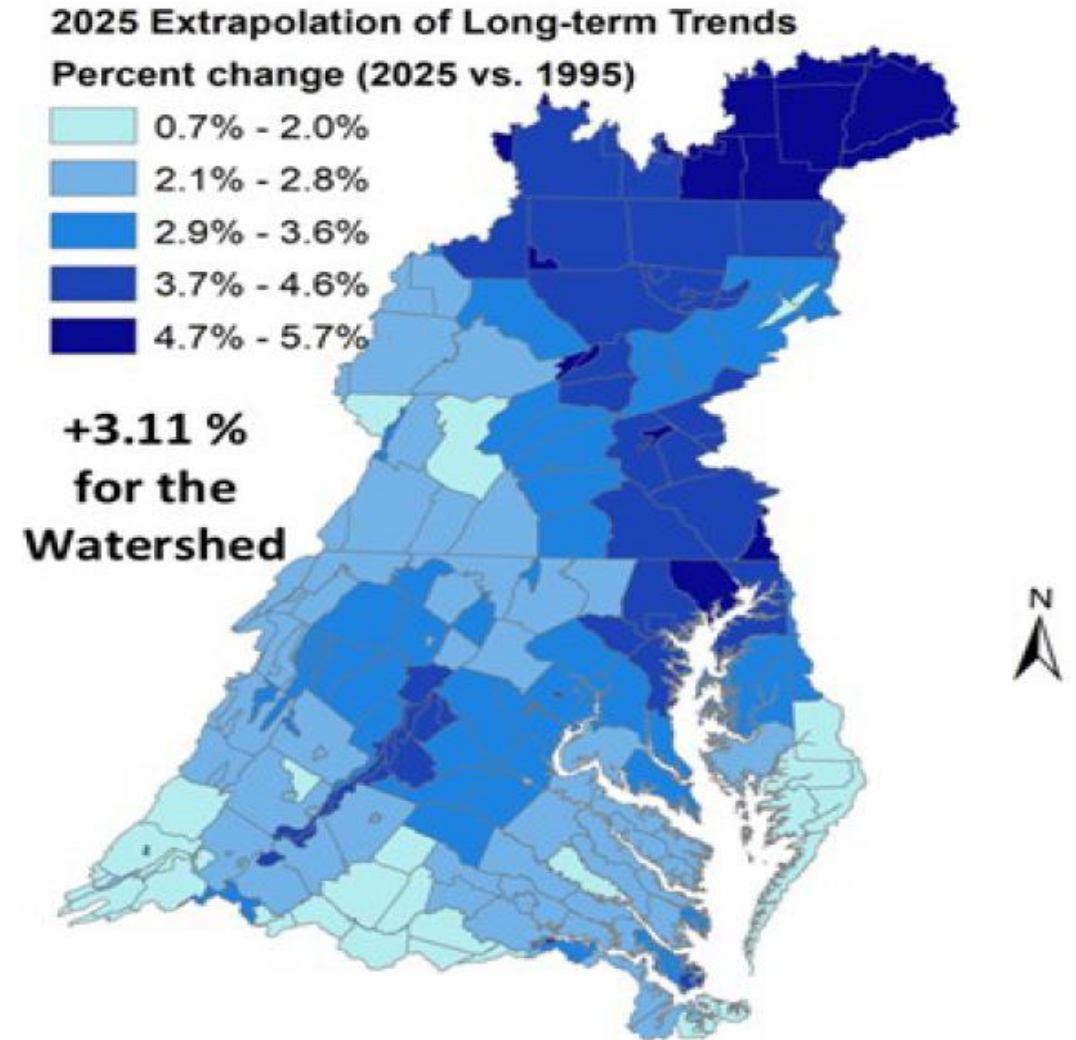 2025 Extrapolation of Long-term Trends
Percent change (2025 vs. 1995)
0.7% - 2.0%
2.1% - 2.8%
2.9% - 3.6%
3.7% - 4.6%
4.7% - 5.7%
+3.11 %
for the
Watershed
N